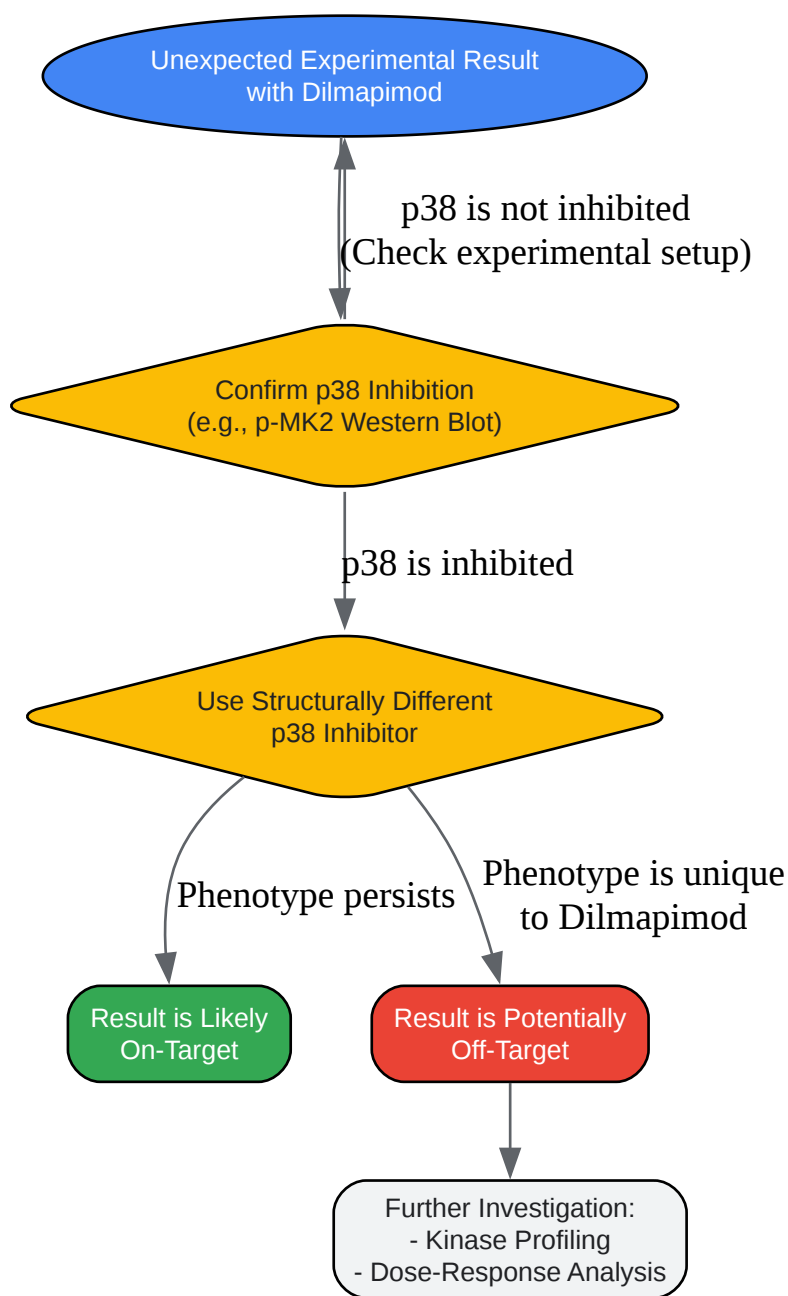 Unexpected Experimental Result
with Dilmapimod
p38 is not inhibited
(Check experimental setup)
Confirm p38 Inhibition
(e.g., p-MK2 Western Blot)
p38 is inhibited
Use Structurally Different
p38 Inhibitor
Phenotype persists
Phenotype is unique
to Dilmapimod
Result is Likely
On-Target
Result is Potentially
Off-Target
Further Investigation:
- Kinase Profiling
- Dose-Response Analysis